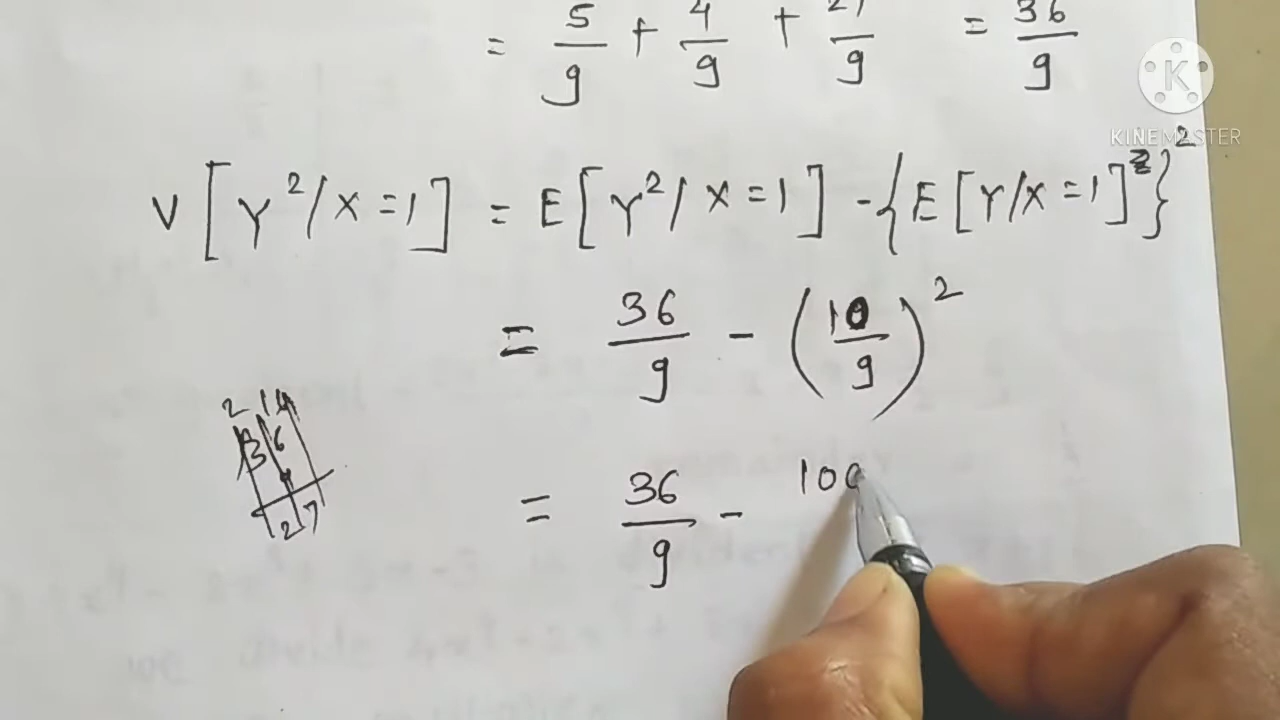 = 5/9 + 4/9 + 27/9 = 36/9
KINEMASTER
V[Y²/X=1] = E[Y²/X=1] - {E[Y/X=1]}²
= 36/9 - (10/9)²
= 36/9 - 100